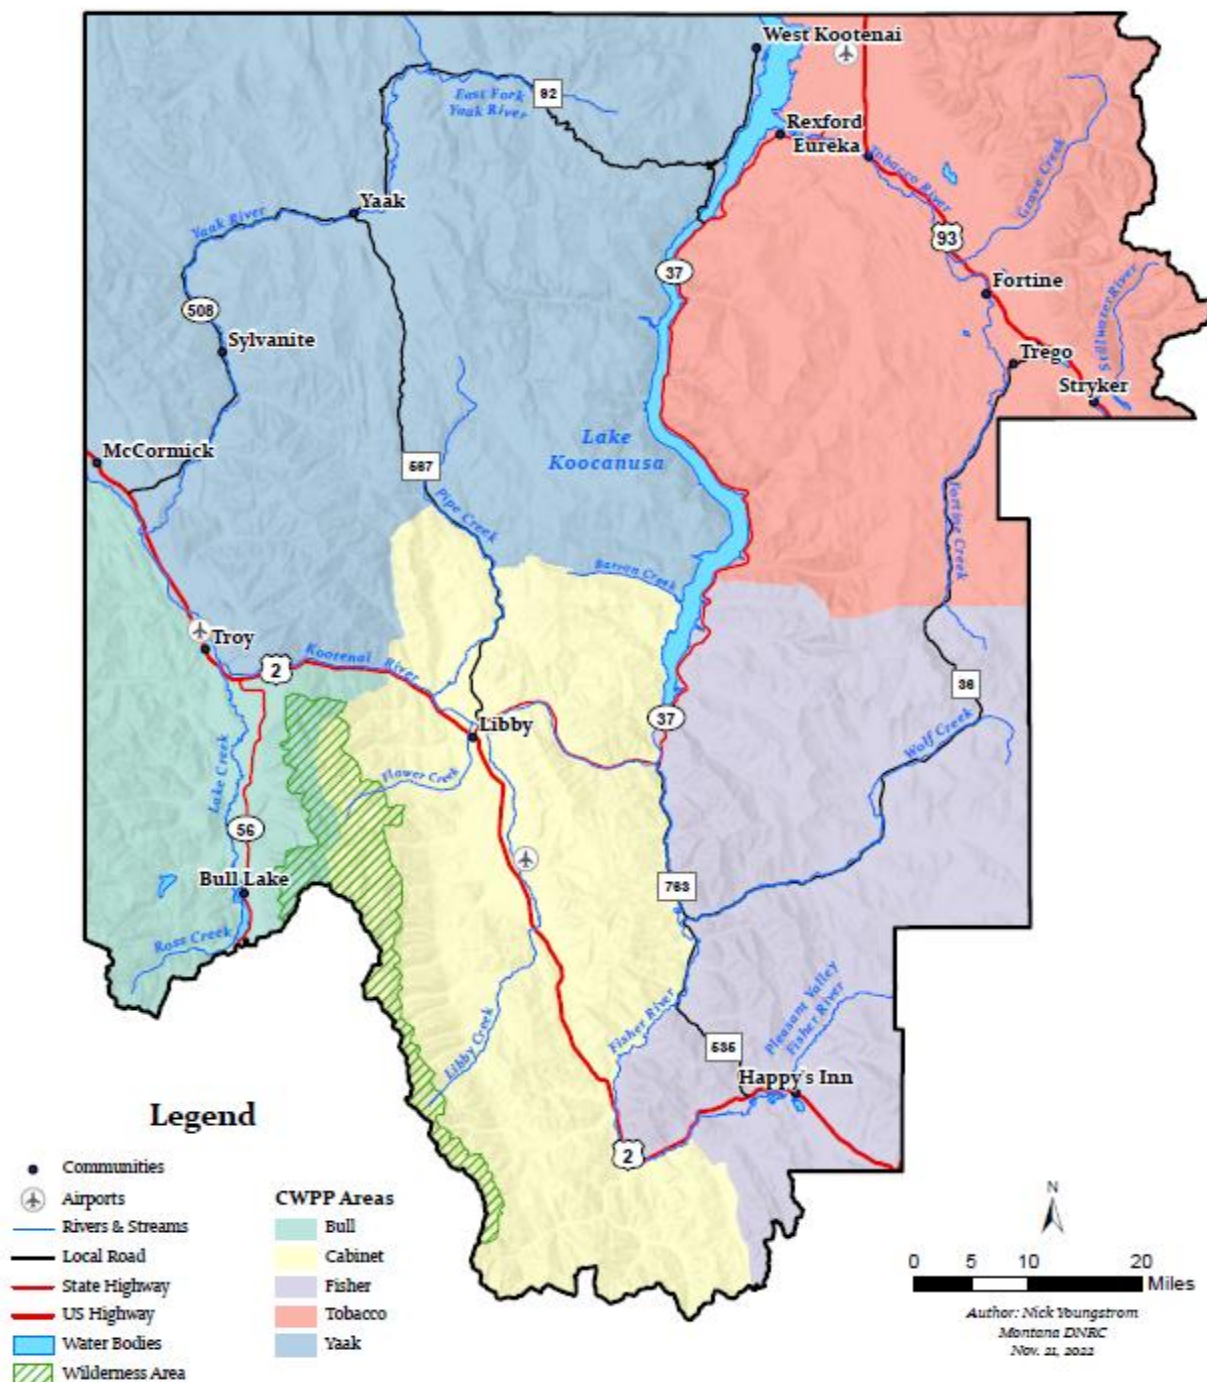 West Kootenai
East Fork
Yaak River
92
Rexford
Eureka
Tobacco River
Grave Creek
Yaak
Yaak River
93
37
Fortine
508
Sylvanite
Stillwater River
Trego
Stryker
McCormick
Lake
Koocanusa
567
Pipe Creek
Fortine Creek
Barron Creek
Troy
2
Kootenai River
36
Libby
37
Wolf Creek
Lake Creek
Flower Creek
56
Bull Lake
763
Ross Creek
Pleasant Valley
Fisher River
Fisher River
Libby Creek
535
Happy's Inn
2
Legend
Communities
Airports
Rivers & Streams
Local Road
State Highway
US Highway
Water Bodies
Wilderness Area
CWPP Areas
Bull
Cabinet
Fisher
Tobacco
Yaak
N
0 5 10 20
Miles
Author: Nick Youngstrom
Montana DNRC
Nov. 21, 2022